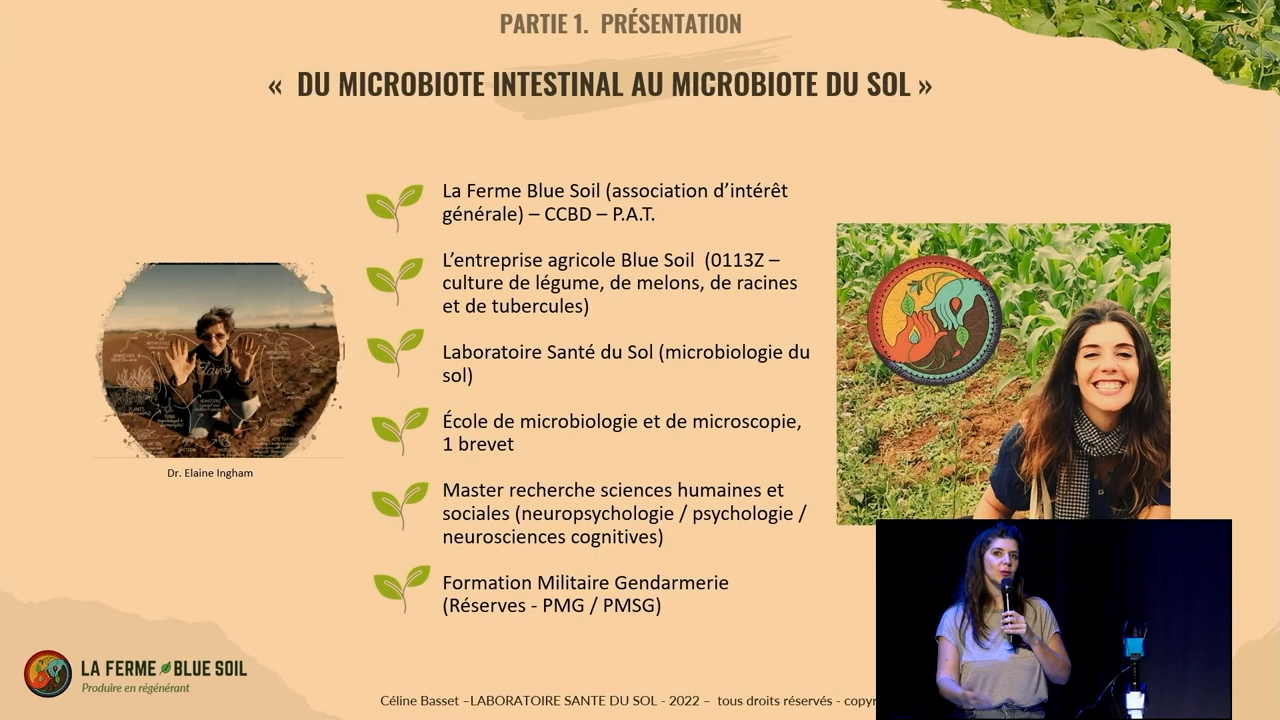 PARTIE 1. PRÉSENTATION
« DU MICROBIOTE INTESTINAL AU MICROBIOTE DU SOL »
La Ferme Blue Soil (association d’intérêt
générale) – CCBD – P.A.T.
L’entreprise agricole Blue Soil (0113Z –
culture de légume, de melons, de racines
et de tubercules)
Laboratoire Santé du Sol (microbiologie du
sol)
École de microbiologie et de microscopie,
1 brevet
Master recherche sciences humaines et
sociales (neuropsychologie / psychologie /
neurosciences cognitives)
Formation Militaire Gendarmerie
(Réserves - PMG / PMSG)
Elaine
Dr. Elaine Ingham
LA FERME BLUE SOIL
Produire en régénérant
Céline Basset –LABORATOIRE SANTE DU SOL - 2022 – tous droits réservés - copyr